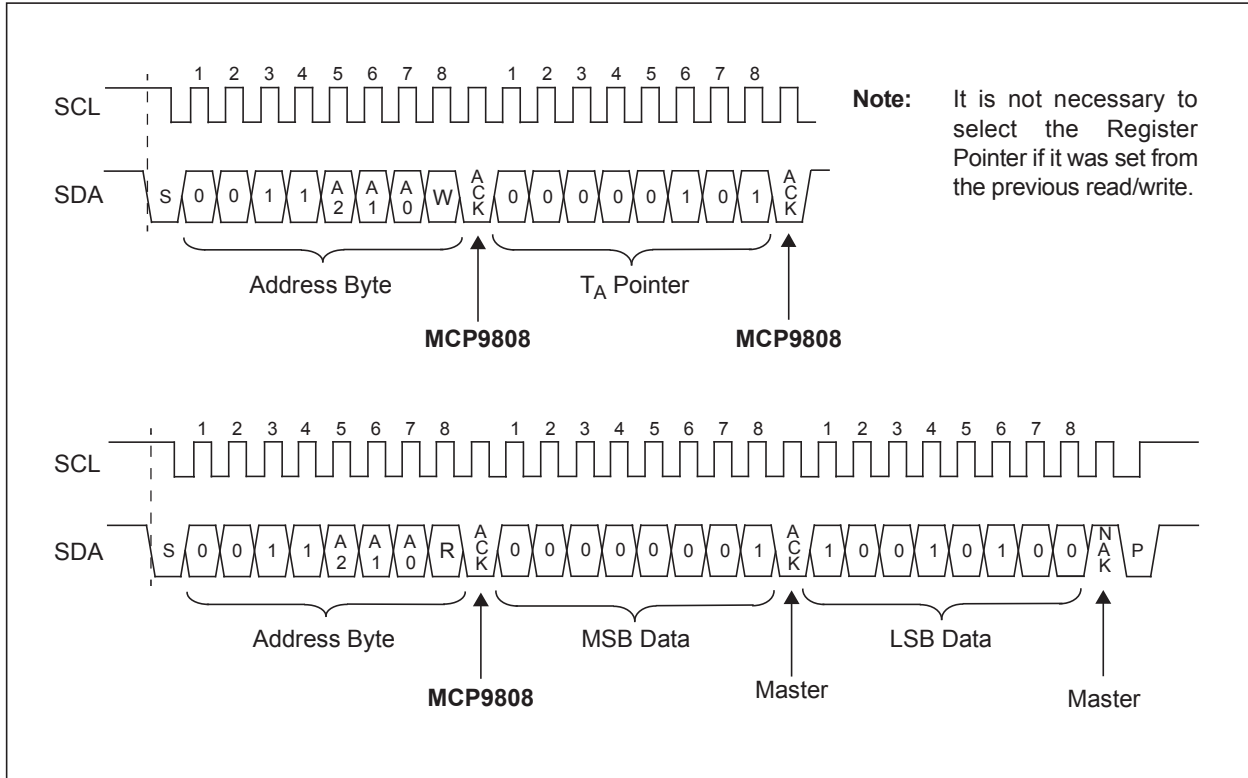 1 2 3 4 5 6 7 8 1 2 3 4 5 6 7 8
SCL
SDA
S 0 0 1 1 A2 A1 A0 W ACK 0 0 0 0 0 1 0 1 ACK
Address Byte
TA Pointer
MCP9808
MCP9808
Note: It is not necessary to
select the Register
Pointer if it was set from
the previous read/write.
1 2 3 4 5 6 7 8 1 2 3 4 5 6 7 8 1 2 3 4 5 6 7 8
SCL
SDA
S 0 0 1 1 A2 A1 A0 R ACK 0 0 0 0 0 0 0 1 ACK 1 0 0 1 0 1 0 0 NAK P
Address Byte
MSB Data
LSB Data
MCP9808
Master
Master